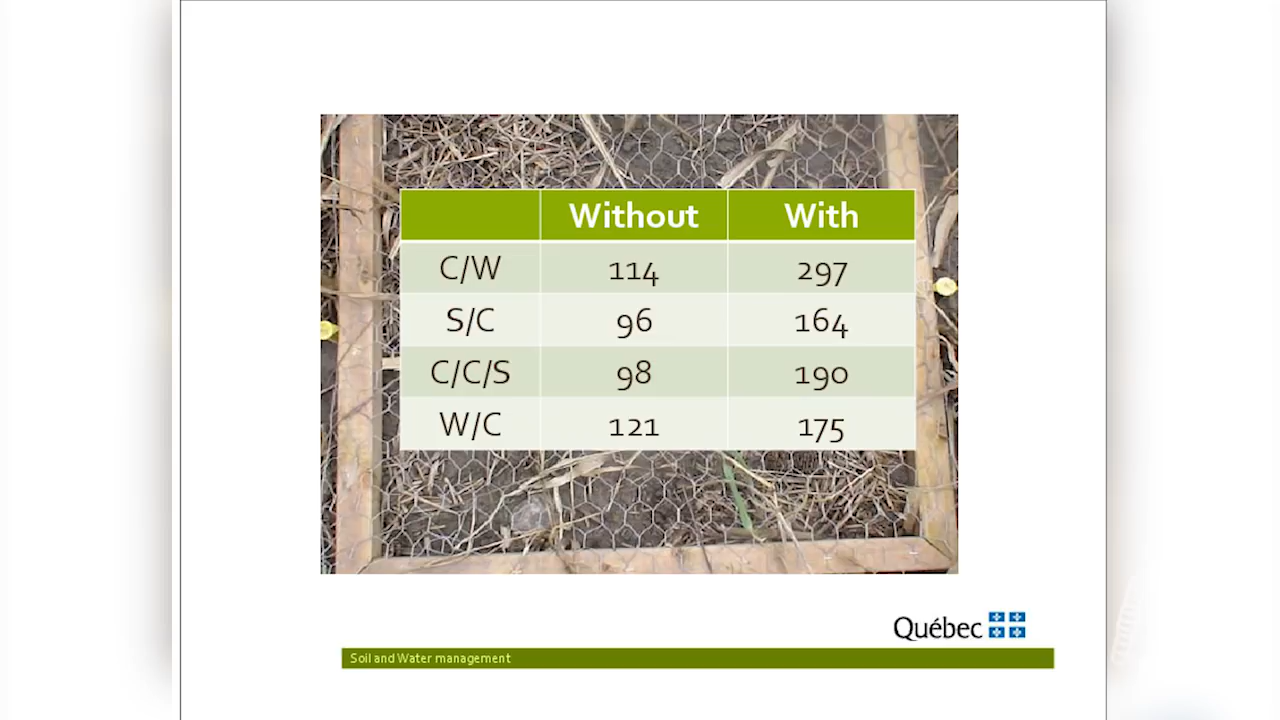 Without With
C/W 114 297
S/C 96 164
C/C/S 98 190
W/C 121 175
Québec
Soil and Water management